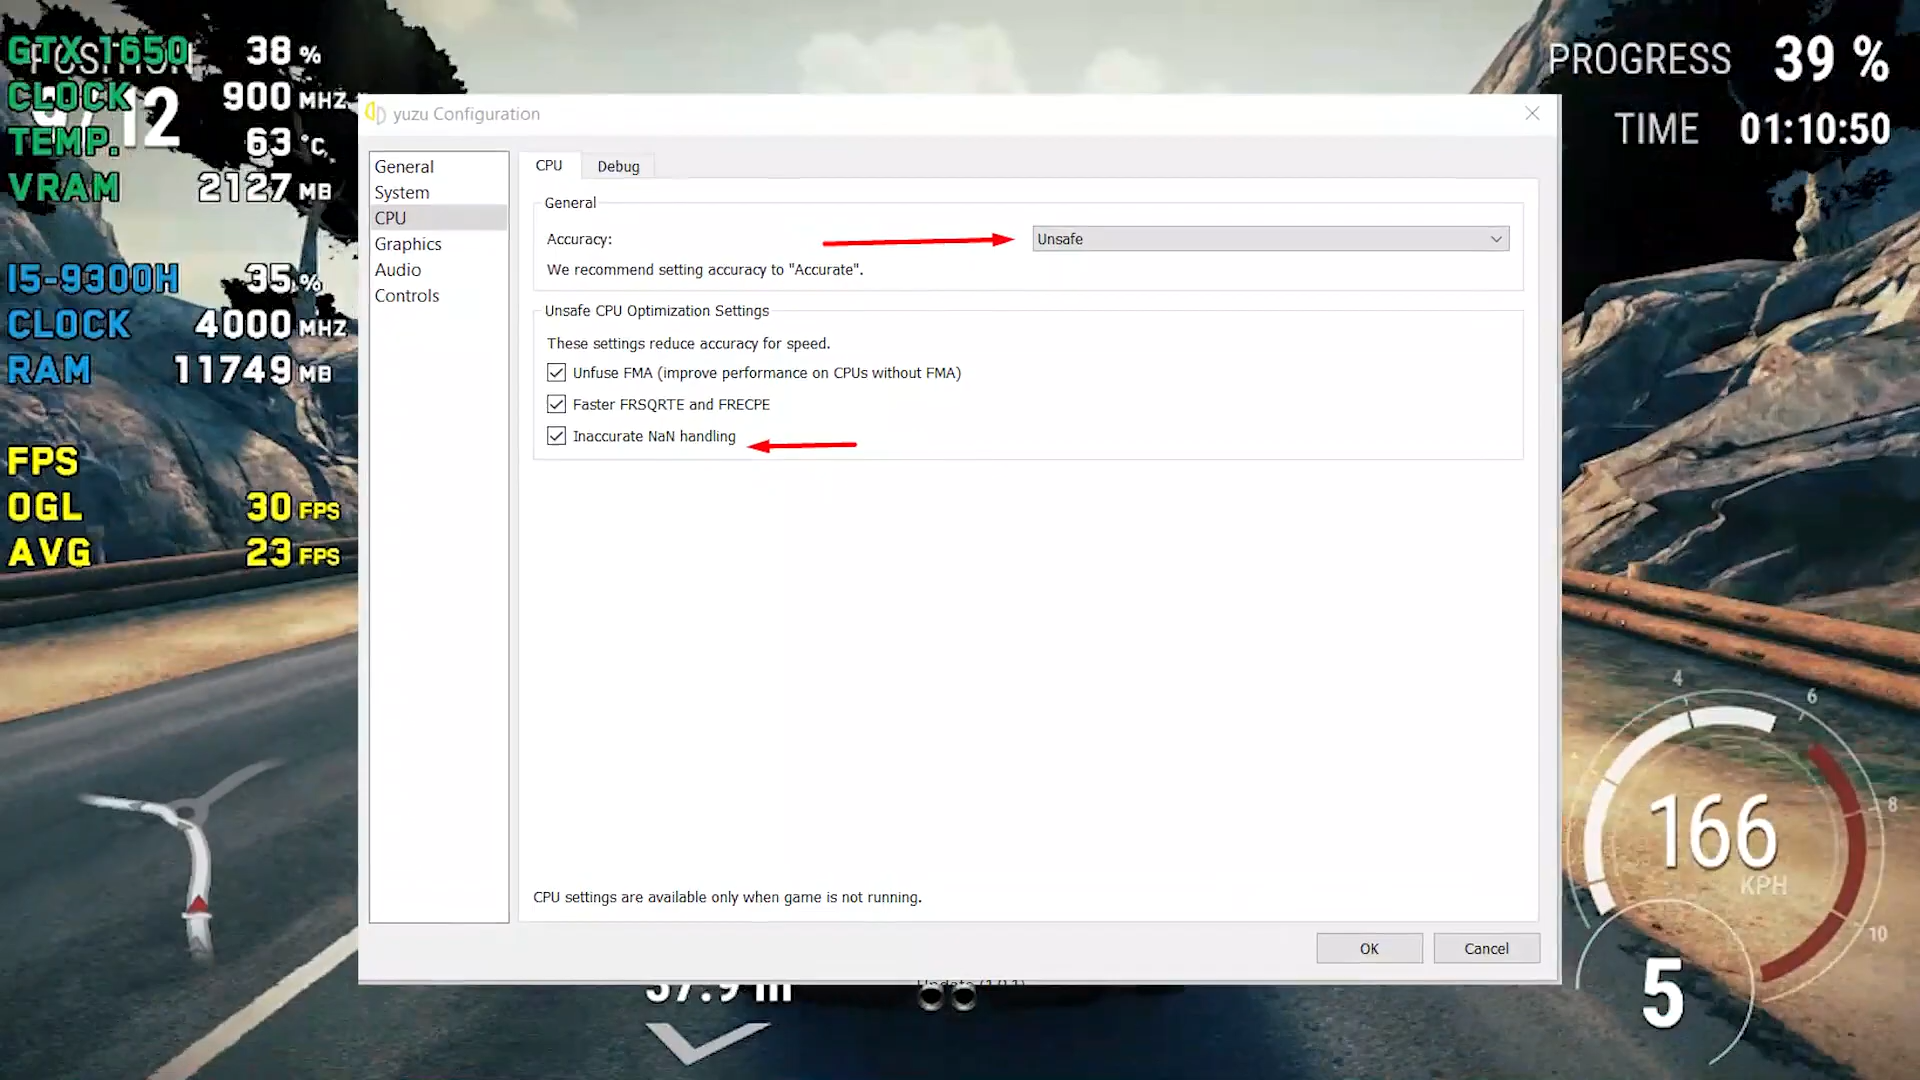 POSITION
9/12
GTX 1650 38 %
CLOCK 900 MHZ
TEMP. 63 °C
VRAM 2127 MB
I5-9300H 35 %
CLOCK 4000 MHZ
RAM 11749 MB
FPS
OGL 30 FPS
AVG 23 FPS
PROGRESS 39 %
TIME 01:10:50
yuzu Configuration
General
System
CPU
Graphics
Audio
Controls
CPU Debug
General
Accuracy: Unsafe
We recommend setting accuracy to "Accurate".
Unsafe CPU Optimization Settings
These settings reduce accuracy for speed.
Unfuse FMA (improve performance on CPUs without FMA)
Faster FRSQRTE and FRECPE
Inaccurate NaN handling
CPU settings are available only when game is not running.
OK Cancel
37.9 m
4
6
8
10
166
KPH
5